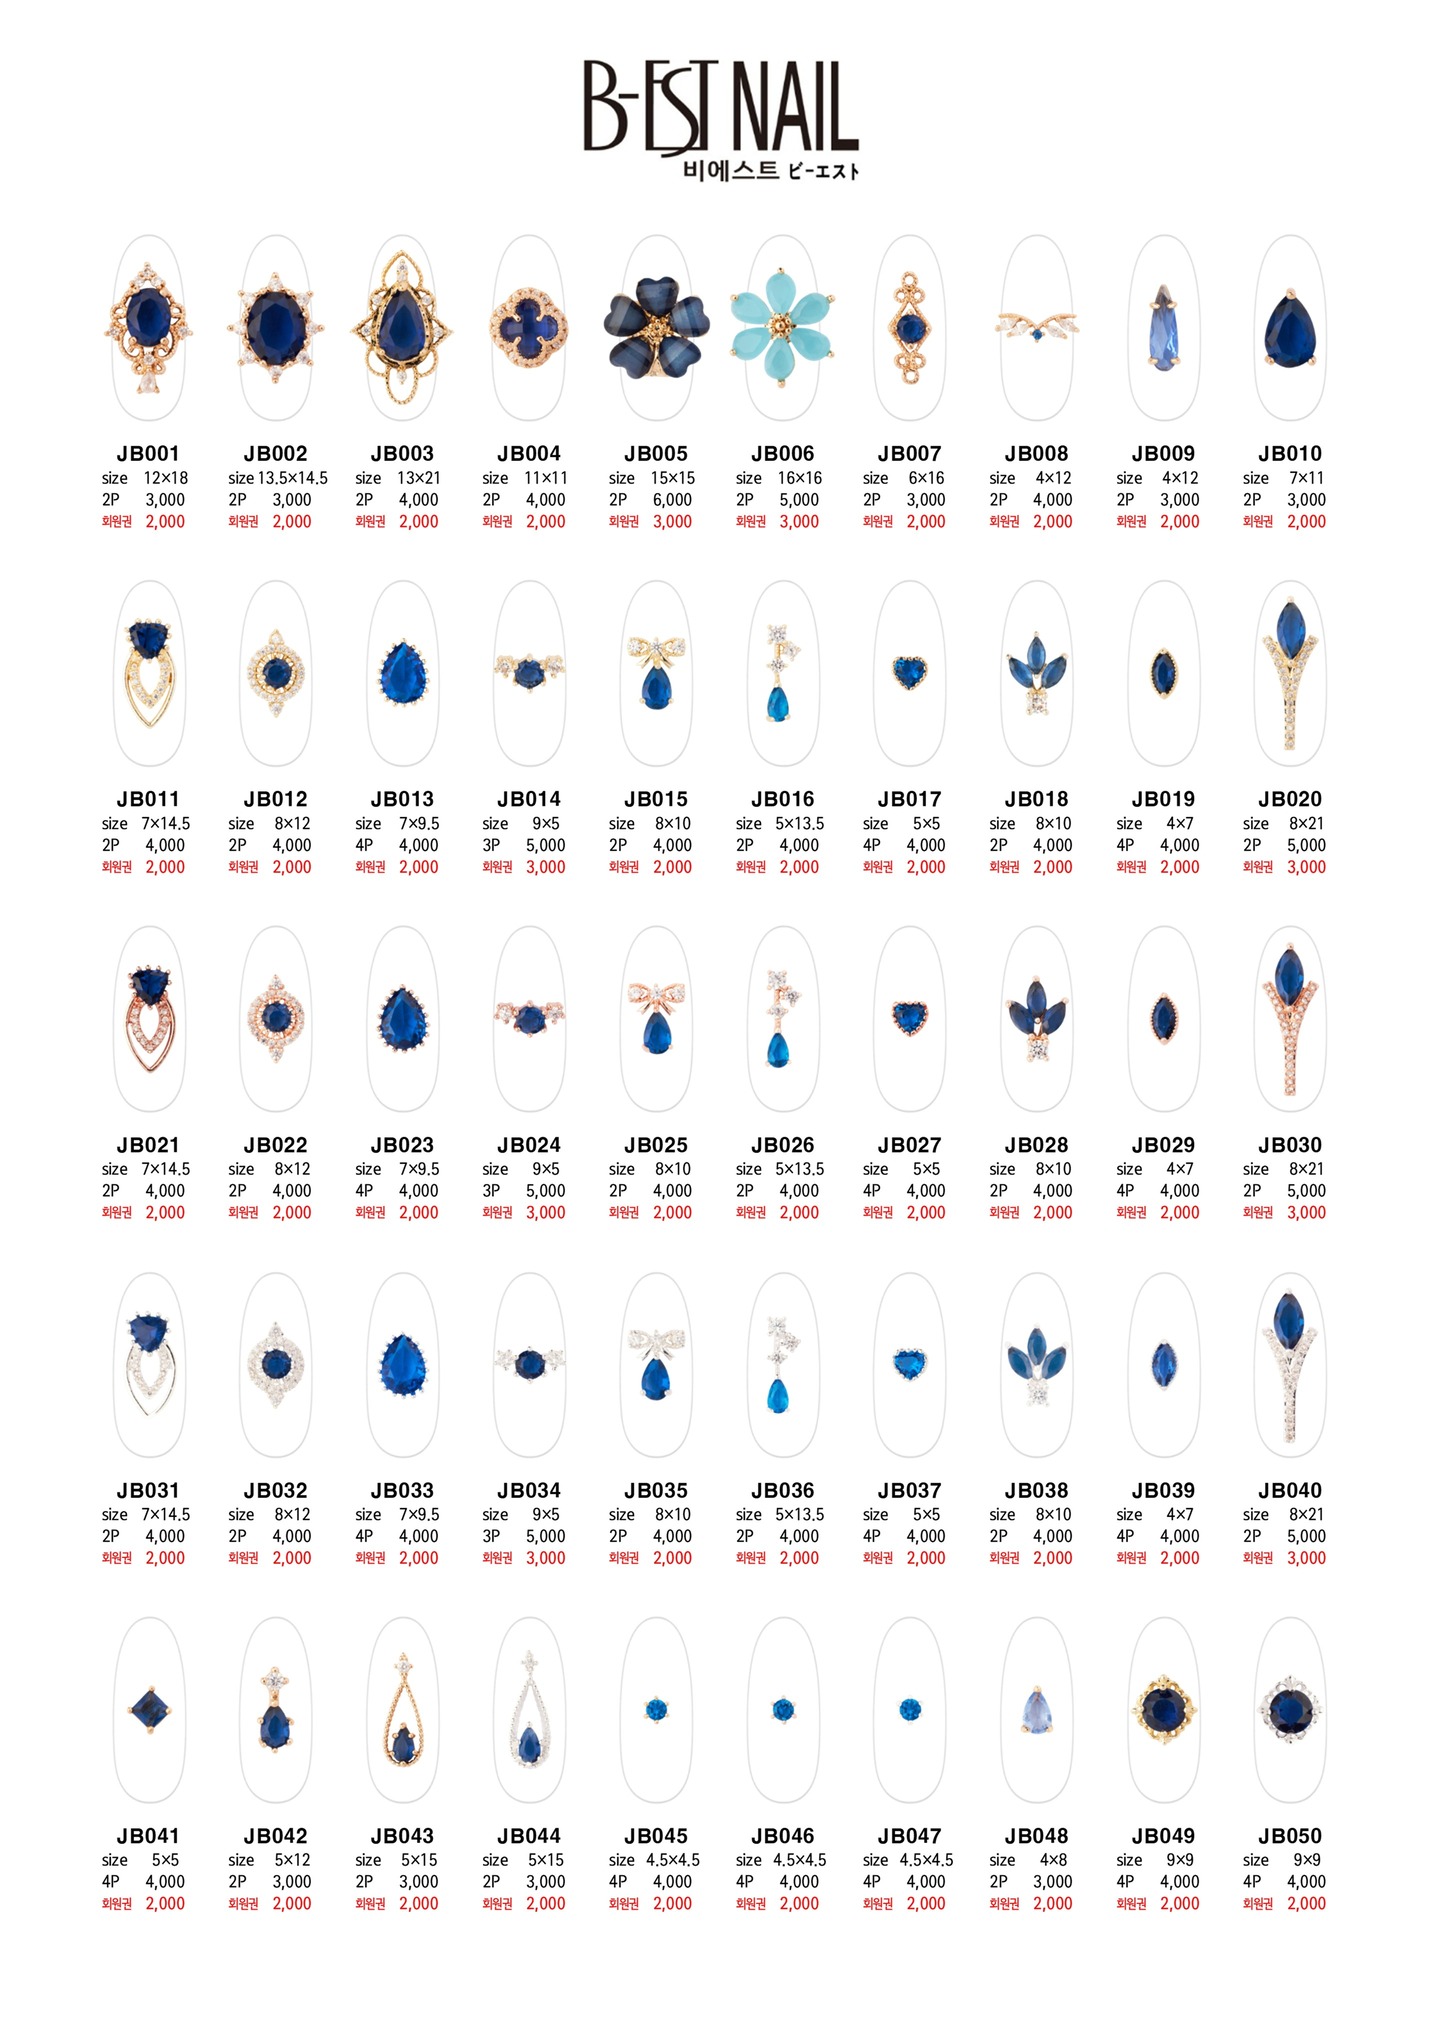 B-EST NAIL
비에스트 ビーエスト
JB001 JB002 JB003 JB004 JB005 JB006 JB007 JB008 JB009 JB010
size 12×18 size 13.5×14.5 size 13×21 size 11×11 size 15×15 size 16×16 size 6×16 size 4×12 size 4×12 size 7×11
2P 3,000 2P 3,000 2P 4,000 2P 4,000 2P 6,000 2P 5,000 2P 3,000 2P 4,000 2P 3,000 2P 3,000
회원권 2,000 회원권 2,000 회원권 2,000 회원권 2,000 회원권 3,000 회원권 3,000 회원권 2,000 회원권 2,000 회원권 2,000 회원권 2,000
JB011 JB012 JB013 JB014 JB015 JB016 JB017 JB018 JB019 JB020
size 7×14.5 size 8×12 size 7×9.5 size 9×5 size 8×10 size 5×13.5 size 5×5 size 8×10 size 4×7 size 8×21
2P 4,000 2P 4,000 4P 4,000 3P 5,000 2P 4,000 2P 4,000 4P 4,000 2P 4,000 4P 4,000 2P 5,000
회원권 2,000 회원권 2,000 회원권 2,000 회원권 3,000 회원권 2,000 회원권 2,000 회원권 2,000 회원권 2,000 회원권 2,000 회원권 3,000
JB021 JB022 JB023 JB024 JB025 JB026 JB027 JB028 JB029 JB030
size 7×14.5 size 8×12 size 7×9.5 size 9×5 size 8×10 size 5×13.5 size 5×5 size 8×10 size 4×7 size 8×21
2P 4,000 2P 4,000 4P 4,000 3P 5,000 2P 4,000 2P 4,000 4P 4,000 2P 4,000 4P 4,000 2P 5,000
회원권 2,000 회원권 2,000 회원권 2,000 회원권 3,000 회원권 2,000 회원권 2,000 회원권 2,000 회원권 2,000 회원권 2,000 회원권 3,000
JB031 JB032 JB033 JB034 JB035 JB036 JB037 JB038 JB039 JB040
size 7×14.5 size 8×12 size 7×9.5 size 9×5 size 8×10 size 5×13.5 size 5×5 size 8×10 size 4×7 size 8×21
2P 4,000 2P 4,000 4P 4,000 3P 5,000 2P 4,000 2P 4,000 4P 4,000 2P 4,000 4P 4,000 2P 5,000
회원권 2,000 회원권 2,000 회원권 2,000 회원권 3,000 회원권 2,000 회원권 2,000 회원권 2,000 회원권 2,000 회원권 2,000 회원권 3,000
JB041 JB042 JB043 JB044 JB045 JB046 JB047 JB048 JB049 JB050
size 5×5 size 5×12 size 5×15 size 5×15 size 4.5×4.5 size 4.5×4.5 size 4.5×4.5 size 4×8 size 9×9 size 9×9
4P 4,000 2P 3,000 2P 3,000 2P 3,000 4P 4,000 4P 4,000 4P 4,000 2P 3,000 4P 4,000 4P 4,000
회원권 2,000 회원권 2,000 회원권 2,000 회원권 2,000 회원권 2,000 회원권 2,000 회원권 2,000 회원권 2,000 회원권 2,000 회원권 2,000